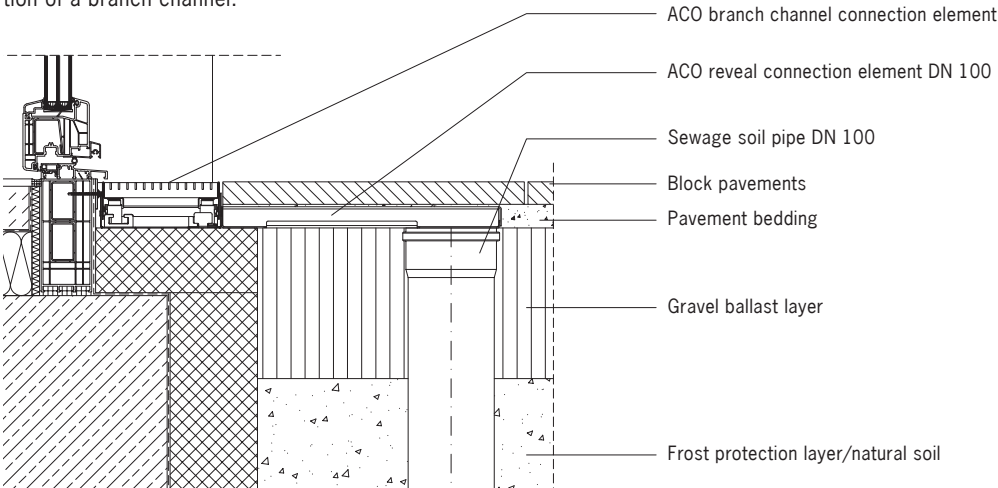 tion of a branch channel.
ACO branch channel connection element
ACO reveal connection element DN 100
Sewage soil pipe DN 100
Block pavements
Pavement bedding
Gravel ballast layer
Frost protection layer/natural soil